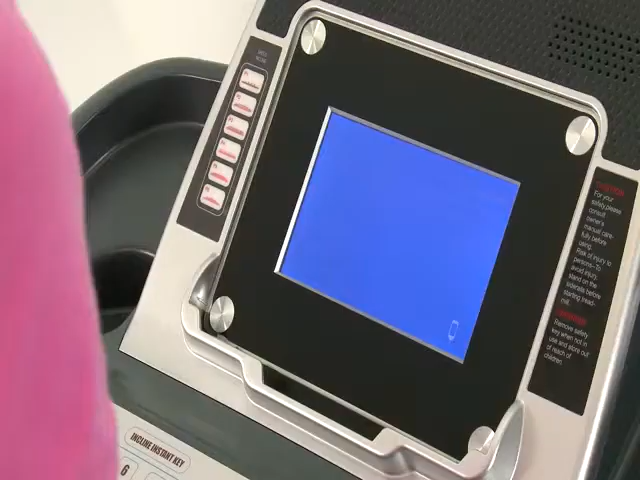 For your
safety,please
consult
owner's
manual care-
fully before
using.
Risk of injury to
persons-To
avoid injury,
stand on the
siderails before
starting tread-
mill.
Remove safety
key when not in
use and store out
of reach of
children.
INCLINE INSTANT KEY
6